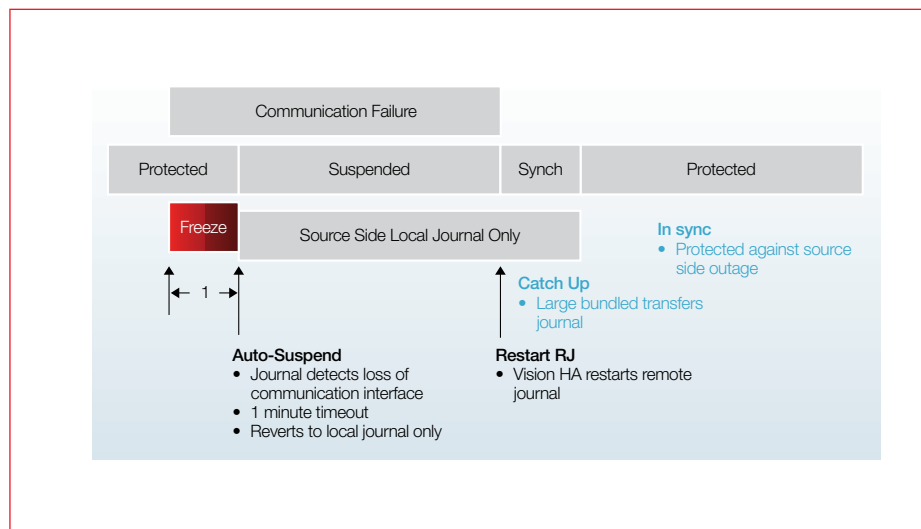 Communication Failure
Protected
Suspended
Synch
Protected
Freeze
Source Side Local Journal Only
In sync
• Protected against source
side outage
1
Catch Up
• Large bundled transfers
journal
Auto-Suspend
• Journal detects loss of
communication interface
• 1 minute timeout
• Reverts to local journal only
Restart RJ
• Vision HA restarts remote
journal